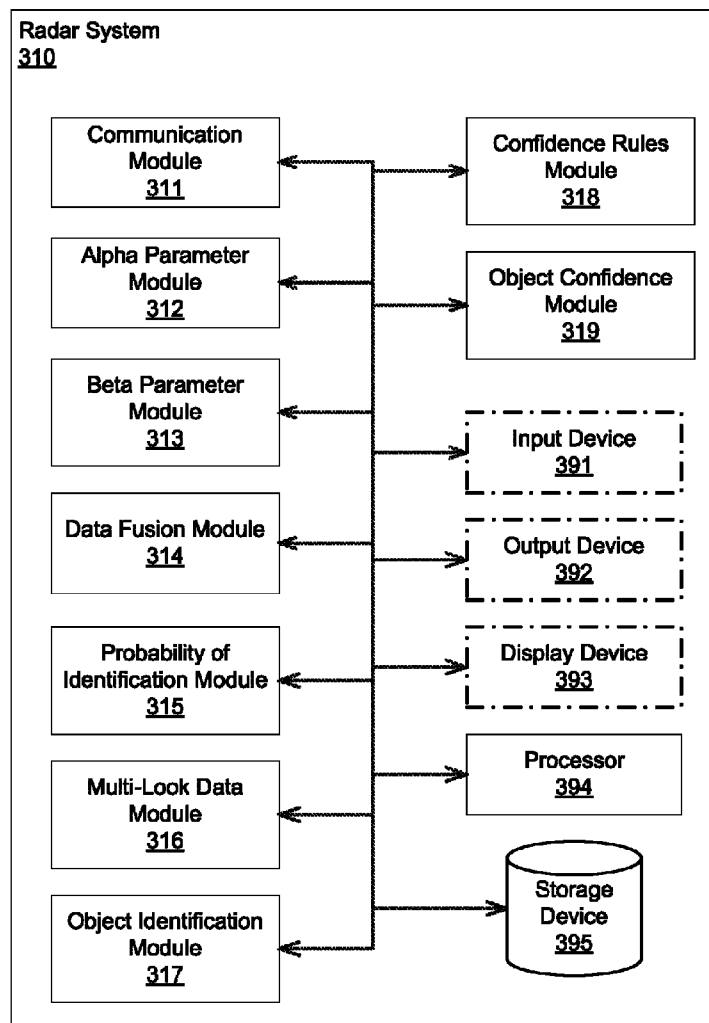 Radar System
310
Communication
Module
311
Alpha Parameter
Module
312
Beta Parameter
Module
313
Data Fusion Module
314
Probability of
Identification Module
315
Multi-Look Data
Module
316
Object Identification
Module
317
Confidence Rules
Module
318
Object Confidence
Module
319
Input Device
391
Output Device
392
Display Device
393
Processor
394
Storage
Device
395